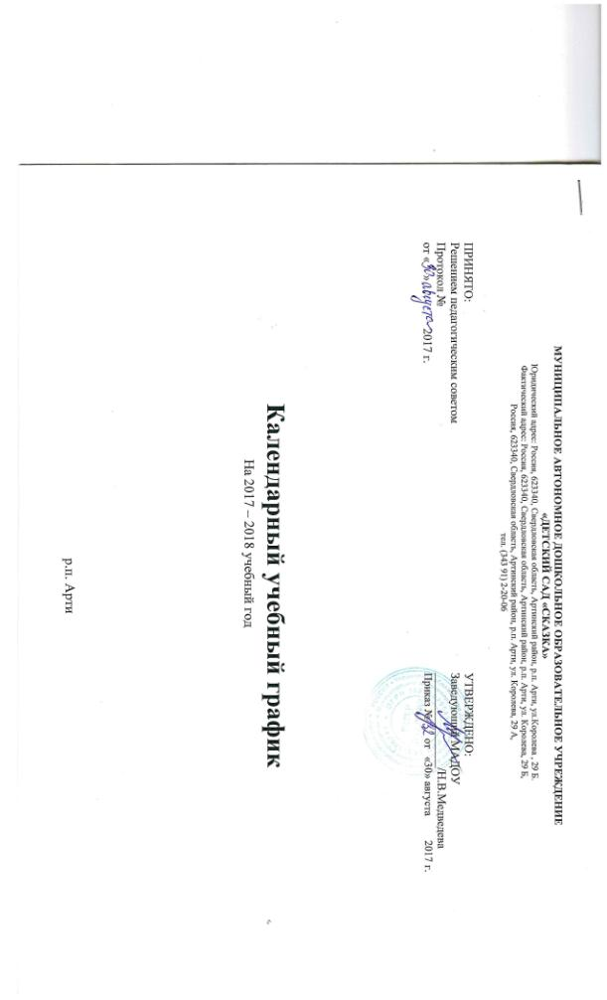 МУНИЦИПАЛЬНОЕ АВТОНОМНОЕ ДОШКОЛЬНОЕ ОБРАЗОВАТЕЛЬНОЕ УЧРЕЖДЕНИЕ
«ДЕТСКИЙ САД «СКАЗКА»
Юридический адрес: Россия, 623340, Свердловская область, Артинский район, р.п. Арти, ул.Королева , 29 Б.
Фактический адрес: Россия, 623340, Свердловская область, Артинский район, р.п. Арти, ул. Королева, 29 Б,
Россия, 623340, Свердловская область, Артинский район, р.п. Арти, ул. Королева, 29 А,
тел. (343 91) 2-20-06
ПРИНЯТО:
Решением педагогическим советом
Протокол №
от «30» августа 2017 г.
УТВЕРЖДЕНО:
Заведующий МАДОУ
/Н.В.Медведева
Приказ № от «30» августа 2017 г.
Календарный учебный график
На 2017 – 2018 учебный год
р.п. Арти